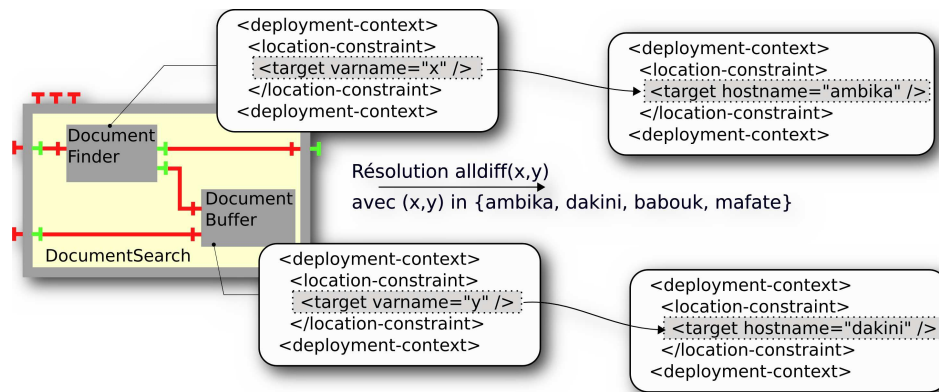 <deployment-context>
<location-constraint>
<target varname="x" />
</location-constraint>
<deployment-context>
<deployment-context>
<location-constraint>
<target hostname="ambika" />
</location-constraint>
<deployment-context>
Document
Finder
Document
Buffer
DocumentSearch
Résolution alldiff(x,y)
avec (x,y) in {ambika, dakini, babouk, mafate}
<deployment-context>
<location-constraint>
<target varname="y" />
</location-constraint>
<deployment-context>
<deployment-context>
<location-constraint>
<target hostname="dakini" />
</location-constraint>
<deployment-context>